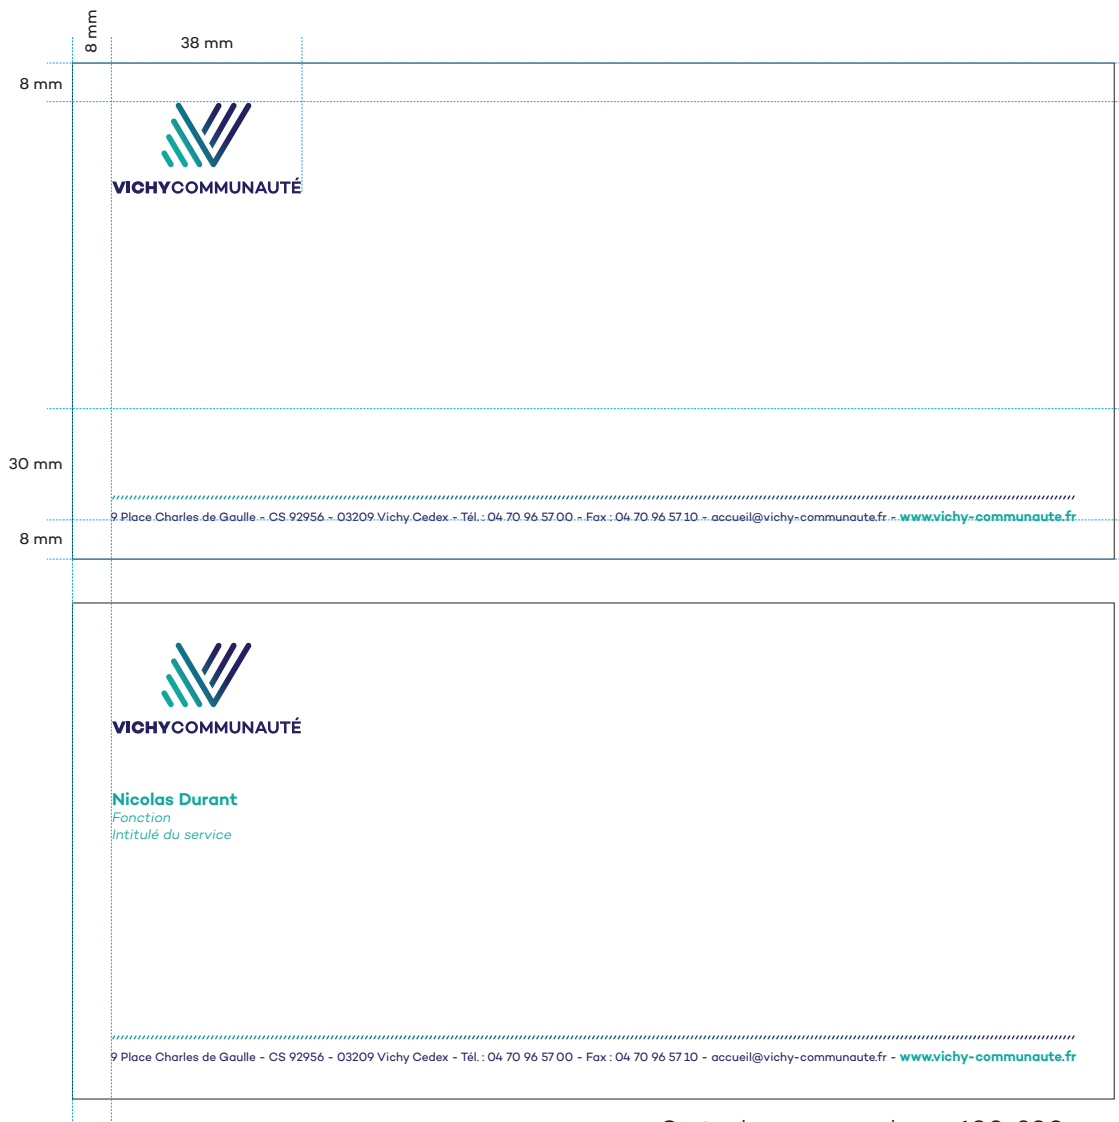 8 mm
38 mm
8 mm
VICHYCOMMUNAUTÉ
30 mm
9 Place Charles de Gaulle - CS 92956 - 03209 Vichy Cedex - Tél. : 04 70 96 57 00 - Fax : 04 70 96 57 10 - accueil@vichy-communaute.fr - www.vichy-communaute.fr
8 mm
VICHYCOMMUNAUTÉ
Nicolas Durant
Fonction
Intitulé du service
9 Place Charles de Gaulle - CS 92956 - 03209 Vichy Cedex - Tél. : 04 70 96 57 00 - Fax : 04 70 96 57 10 - accueil@vichy-communaute.fr - www.vichy-communaute.fr